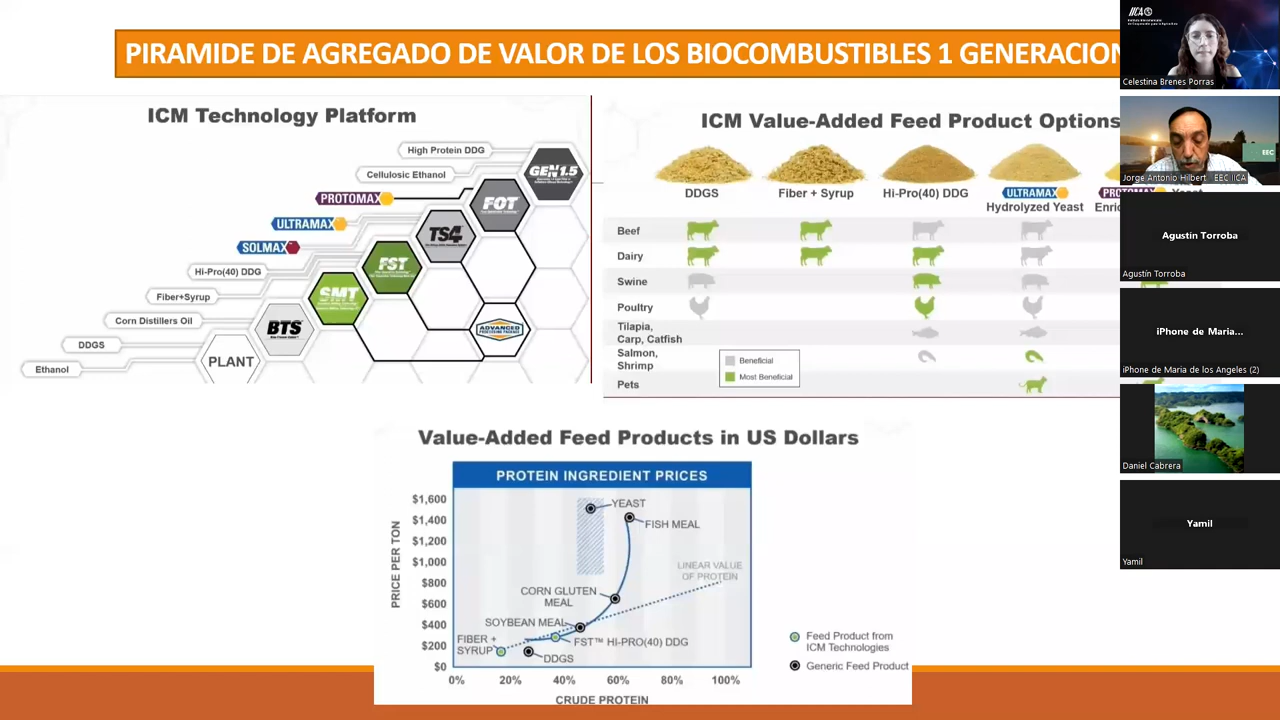 PIRAMIDE DE AGREGADO DE VALOR DE LOS BIOCOMBUSTIBLES 1 GENERACION
ICM Technology Platform
High Protein DDG
Cellulosic Ethanol
PROTOMAX
ULTRAMAX
SOLMAX
Hi-Pro(40) DDG
Fiber+Syrup
Corn Distillers Oil
DDGS
Ethanol
GEN 1.5
FOT
TS4
FST
SMT
BTS
PLANT
ADVANCED
ICM Value-Added Feed Product Options
DDGS
Fiber + Syrup
Hi-Pro(40) DDG
ULTRAMAX
Hydrolyzed Yeast
Beef
Dairy
Swine
Poultry
Tilapia,
Carp, Catfish
Salmon,
Shrimp
Pets
Beneficial
Most Beneficial
Value-Added Feed Products in US Dollars
PROTEIN INGREDIENT PRICES
PRICE PER TON
$1,600
$1,400
$1,200
$1,000
$800
$600
$400
$200
$0
YEAST
FISH MEAL
LINEAR VALUE
OF PROTEIN
CORN GLUTEN
MEAL
SOYBEAN MEAL
FST™ HI-PRO(40) DDG
FIBER +
SYRUP
DDGS
0% 20% 40% 60% 80% 100%
CRUDE PROTEIN
Feed Product from
ICM Technologies
Generic Feed Product
IICA
Celestina Brenes Porras
EEC
Jorge Antonio Hilbert - EEC IICA
Agustín Torroba
Agustín Torroba
iPhone de Maria...
iPhone de Maria de los Angeles (2)
Daniel Cabrera
Yamil
Yamil